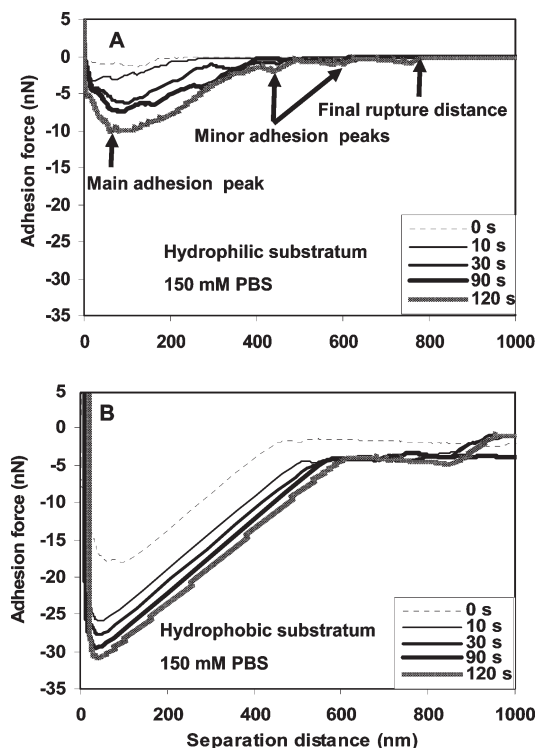 5
A
0
-5
-10
-15
-20
-25
-30
-35
Adhesion force (nN)
Final rupture distance
Minor adhesion peaks
Main adhesion peak
Hydrophilic substratum
150 mM PBS
0 s
10 s
30 s
90 s
120 s
0 200 400 600 800 1000
5
B
0
-5
-10
-15
-20
-25
-30
-35
Adhesion force (nN)
Hydrophobic substratum
150 mM PBS
0 s
10 s
30 s
90 s
120 s
0 200 400 600 800 1000
Separation distance (nm)